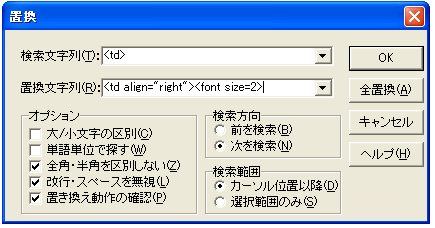 置換
検索文字列(T): <td>
置換文字列(R): <td align="right"><font size=2>
OK
全置換(A)
キャンセル
ヘルプ(H)
オプション
大/小文字の区別(C)
単語単位で探す(W)
全角・半角を区別しない(Z)
改行・スペースを無視(L)
置き換え動作の確認(P)
検索方向
前を検索(B)
次を検索(N)
検索範囲
カーソル位置以降(D)
選択範囲のみ(S)